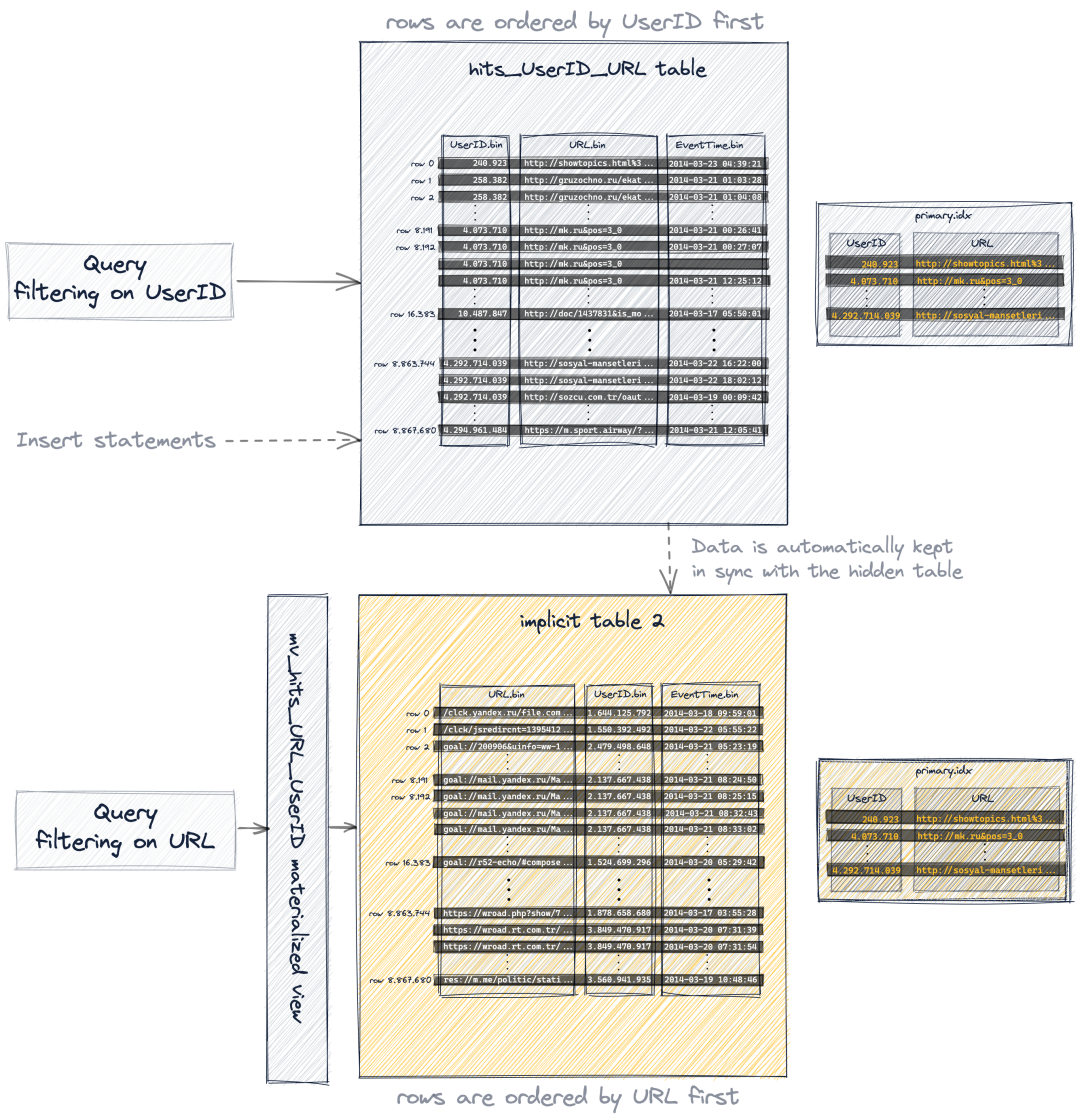 rows are ordered by UserID first
hits_UserID_URL table
UserID.bin URL.bin EventTime.bin
row 0 240.923 http://showtopics.html%3... 2014-03-23 04:39:21
row 1 258.382 http://gruzochno.ru/ekat... 2014-03-21 01:03:28
row 2 258.382 http://gruzochno.ru/ekat... 2014-03-21 01:04:08
row 8.191 4.073.710 http://mk.ru&pos=3_0 2014-03-21 00:26:41
row 8.192 4.073.710 http://mk.ru&pos=3_0 2014-03-21 00:27:07
4.073.710 http://mk.ru&pos=3_0
4.073.710 http://mk.ru&pos=3_0 2014-03-21 12:25:12
row 16.383 10.487.847 http://doc/1437831&is_mo... 2014-03-17 05:50:01
row 8.863.744 4.292.714.039 http://sosyal-mansetleri... 2014-03-22 16:22:00
4.292.714.039 http://sosyal-mansetleri... 2014-03-22 18:02:12
4.292.714.039 http://sozcu.com.tr/oaut... 2014-03-19 00:09:42
row 8.867.680 4.294.961.484 https://m.sport.airway/?... 2014-03-21 12:05:41
primary.idx
UserID URL
240.923 http://showtopics.html%3...
4.073.710 http://mk.ru&pos=3_0
4.292.714.039 http://sosyal-mansetleri...
Query
filtering on UserID
Insert statements
Data is automatically kept
in sync with the hidden table
Query
filtering on URL
mv_hits_URL_UserID materialized view
implicit table 2
URL.bin UserID.bin EventTime.bin
row 0 /clck.yandex.ru/file.com... 1.644.125.792 2014-03-18 09:59:01
row 1 /clck/jsredircnt=1395412... 1.550.392.492 2014-03-22 05:55:22
row 2 goal://200906&uinfo=ww-1... 2.479.498.648 2014-03-21 05:23:19
row 8.191 goal://mail.yandex.ru/Ma... 2.137.667.438 2014-03-21 08:24:50
row 8.192 goal://mail.yandex.ru/Ma... 2.137.667.438 2014-03-21 08:25:15
goal://mail.yandex.ru/Ma... 2.137.667.438 2014-03-21 08:32:43
goal://mail.yandex.ru/Ma... 2.137.667.438 2014-03-21 08:33:02
row 16.383 goal://r52-echo/#compose... 1.524.699.296 2014-03-20 05:29:42
row 8.863.744 https://wroad.php?show/7... 1.878.658.680 2014-03-17 03:55:28
https://wroad.rt.com.tr/... 3.849.470.917 2014-03-20 07:31:39
https://wroad.rt.com.tr/... 3.849.470.917 2014-03-20 07:31:54
row 8.867.680 res://m.me/politic/stati... 3.560.941.935 2014-03-19 10:48:46
primary.idx
UserID URL
240.923 http://showtopics.html%3...
4.073.710 http://mk.ru&pos=3_0
4.292.714.039 http://sosyal-mansetleri...
rows are ordered by URL first